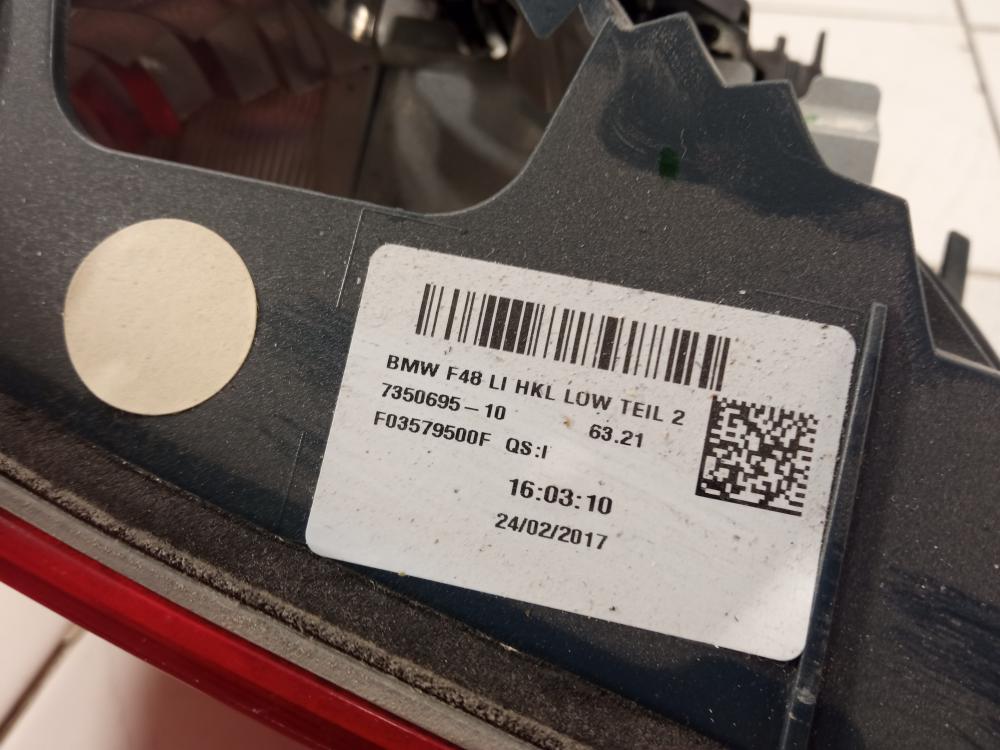 BMW F48 LI HKL LOW TEIL 2
7350695-10 63.21
F03579500F QS:I
16:03:10
24/02/2017